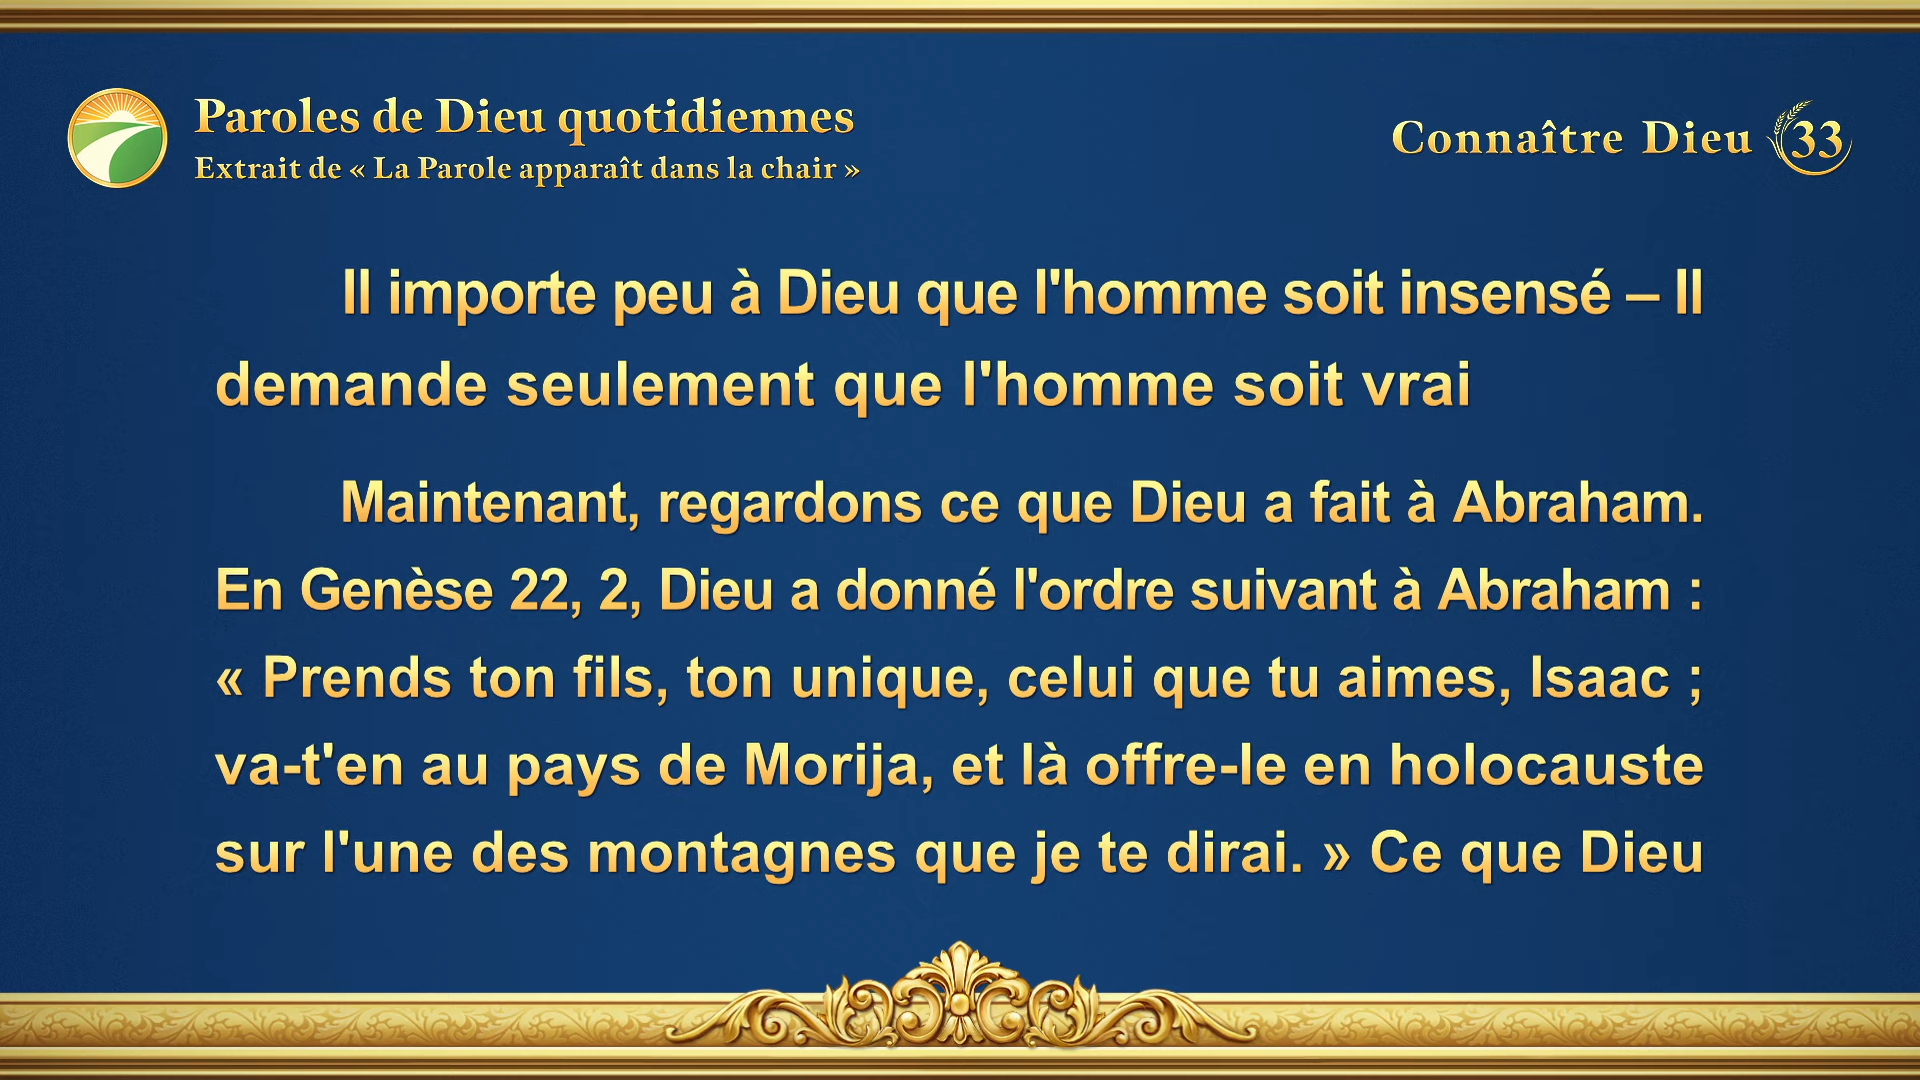 Paroles de Dieu quotidiennes
Extrait de « La Parole apparaît dans la chair »
Connaître Dieu 33
Il importe peu à Dieu que l'homme soit insensé – Il
demande seulement que l'homme soit vrai
Maintenant, regardons ce que Dieu a fait à Abraham.
En Genèse 22, 2, Dieu a donné l'ordre suivant à Abraham :
« Prends ton fils, ton unique, celui que tu aimes, Isaac ;
va-t'en au pays de Morija, et là offre-le en holocauste
sur l'une des montagnes que je te dirai. » Ce que Dieu